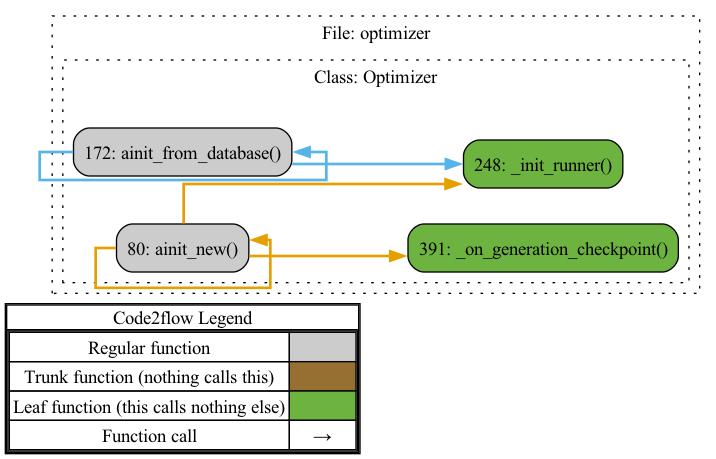 File: optimizer
Class: Optimizer
172: ainit_from_database()
248: _init_runner()
80: ainit_new()
391: _on_generation_checkpoint()
Code2flow Legend
Regular function
Trunk function (nothing calls this)
Leaf function (this calls nothing else)
Function call →